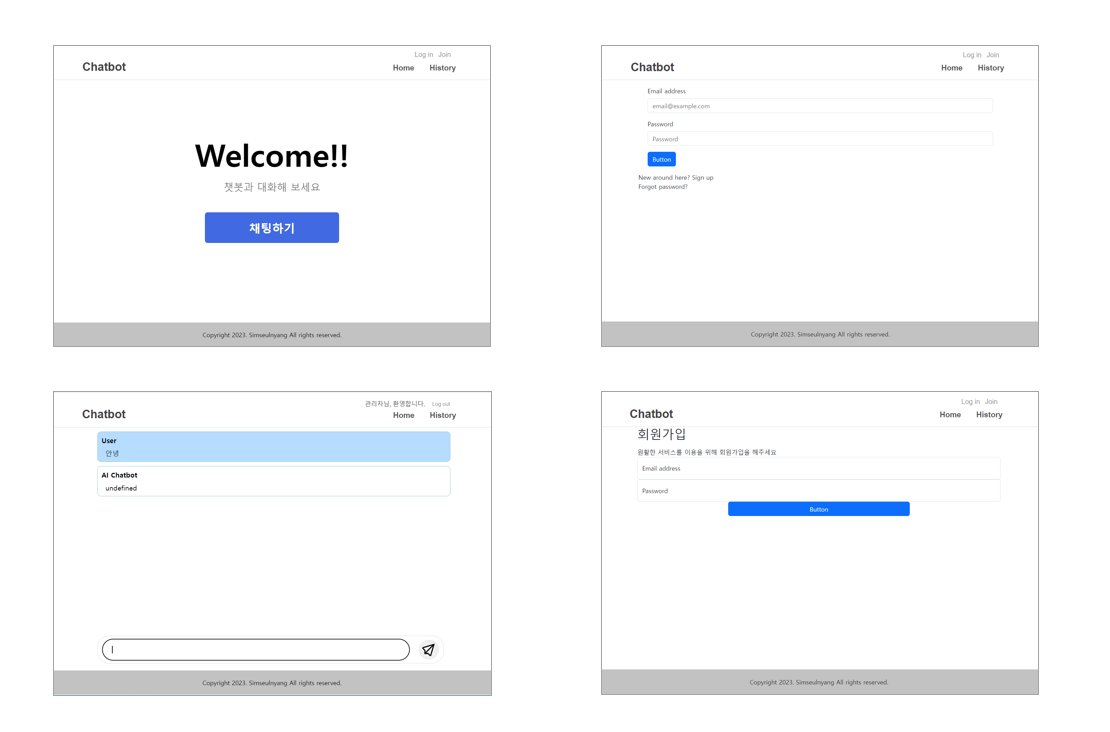 Log in Join
Chatbot
Home History
Welcome!!
챗봇과 대화해 보세요
채팅하기
Copyright 2023. Simseulnyang All rights reserved.
Log in Join
Chatbot
Home History
Email address
email@example.com
Password
Password
Button
New around here? Sign up
Forgot password?
Copyright 2023. Simseulnyang All rights reserved.
관리자님, 환영합니다. Log out
Chatbot
Home History
User
안녕
AI Chatbot
undefined
Copyright 2023. Simseulnyang All rights reserved.
Log in Join
Chatbot
Home History
회원가입
원활한 서비스를 이용을 위해 회원가입을 해주세요
Email address
Password
Button
Copyright 2023. Simseulnyang All rights reserved.